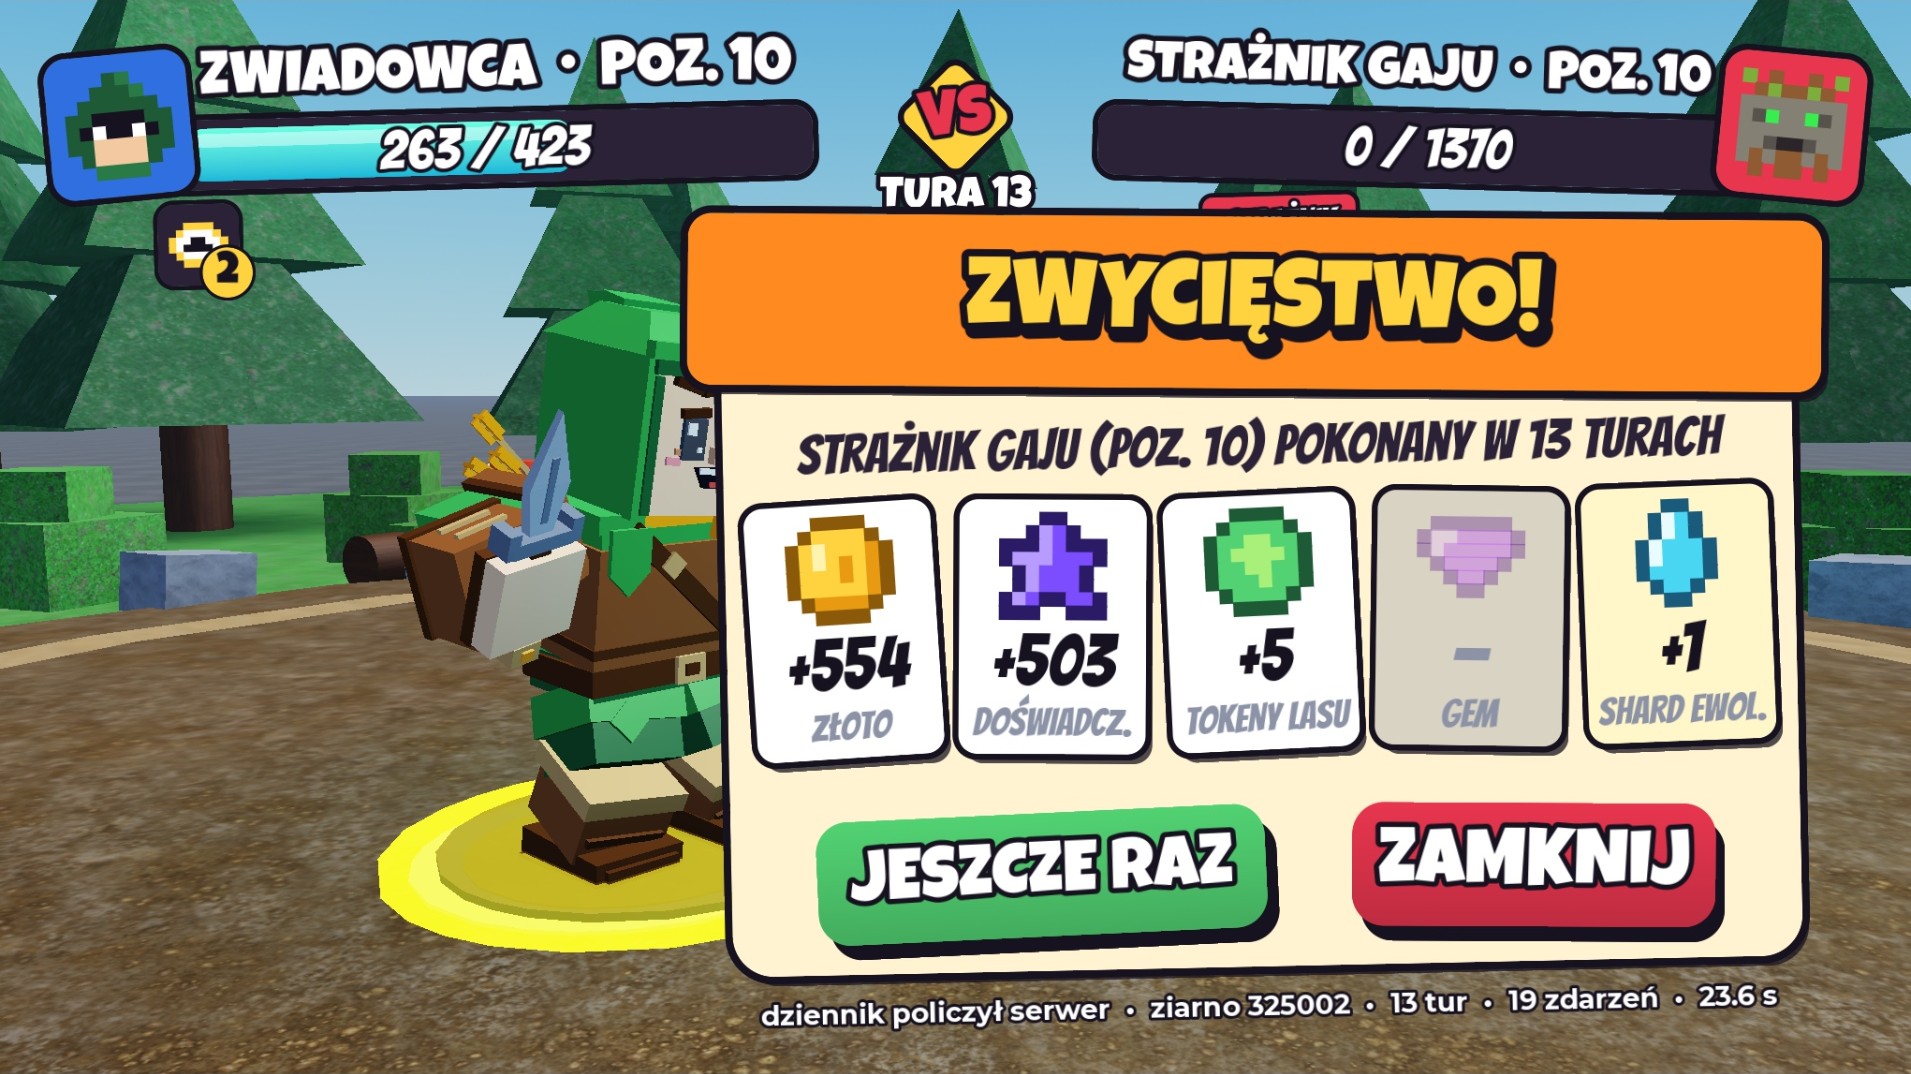 ZWIADOWCA • POZ. 10
263 / 423
2
VS
TURA 13
STRAŻNIK GAJU • POZ. 10
0 / 1370
ZWYCIĘSTWO!
STRAŻNIK GAJU (POZ. 10) POKONANY W 13 TURACH
+554
ZŁOTO
+503
DOŚWIADCZ.
+5
TOKENY LASU
–
GEM
+1
SHARD EWOL.
JESZCZE RAZ
ZAMKNIJ
dziennik policzył serwer • ziarno 325002 • 13 tur • 19 zdarzeń • 23.6 s